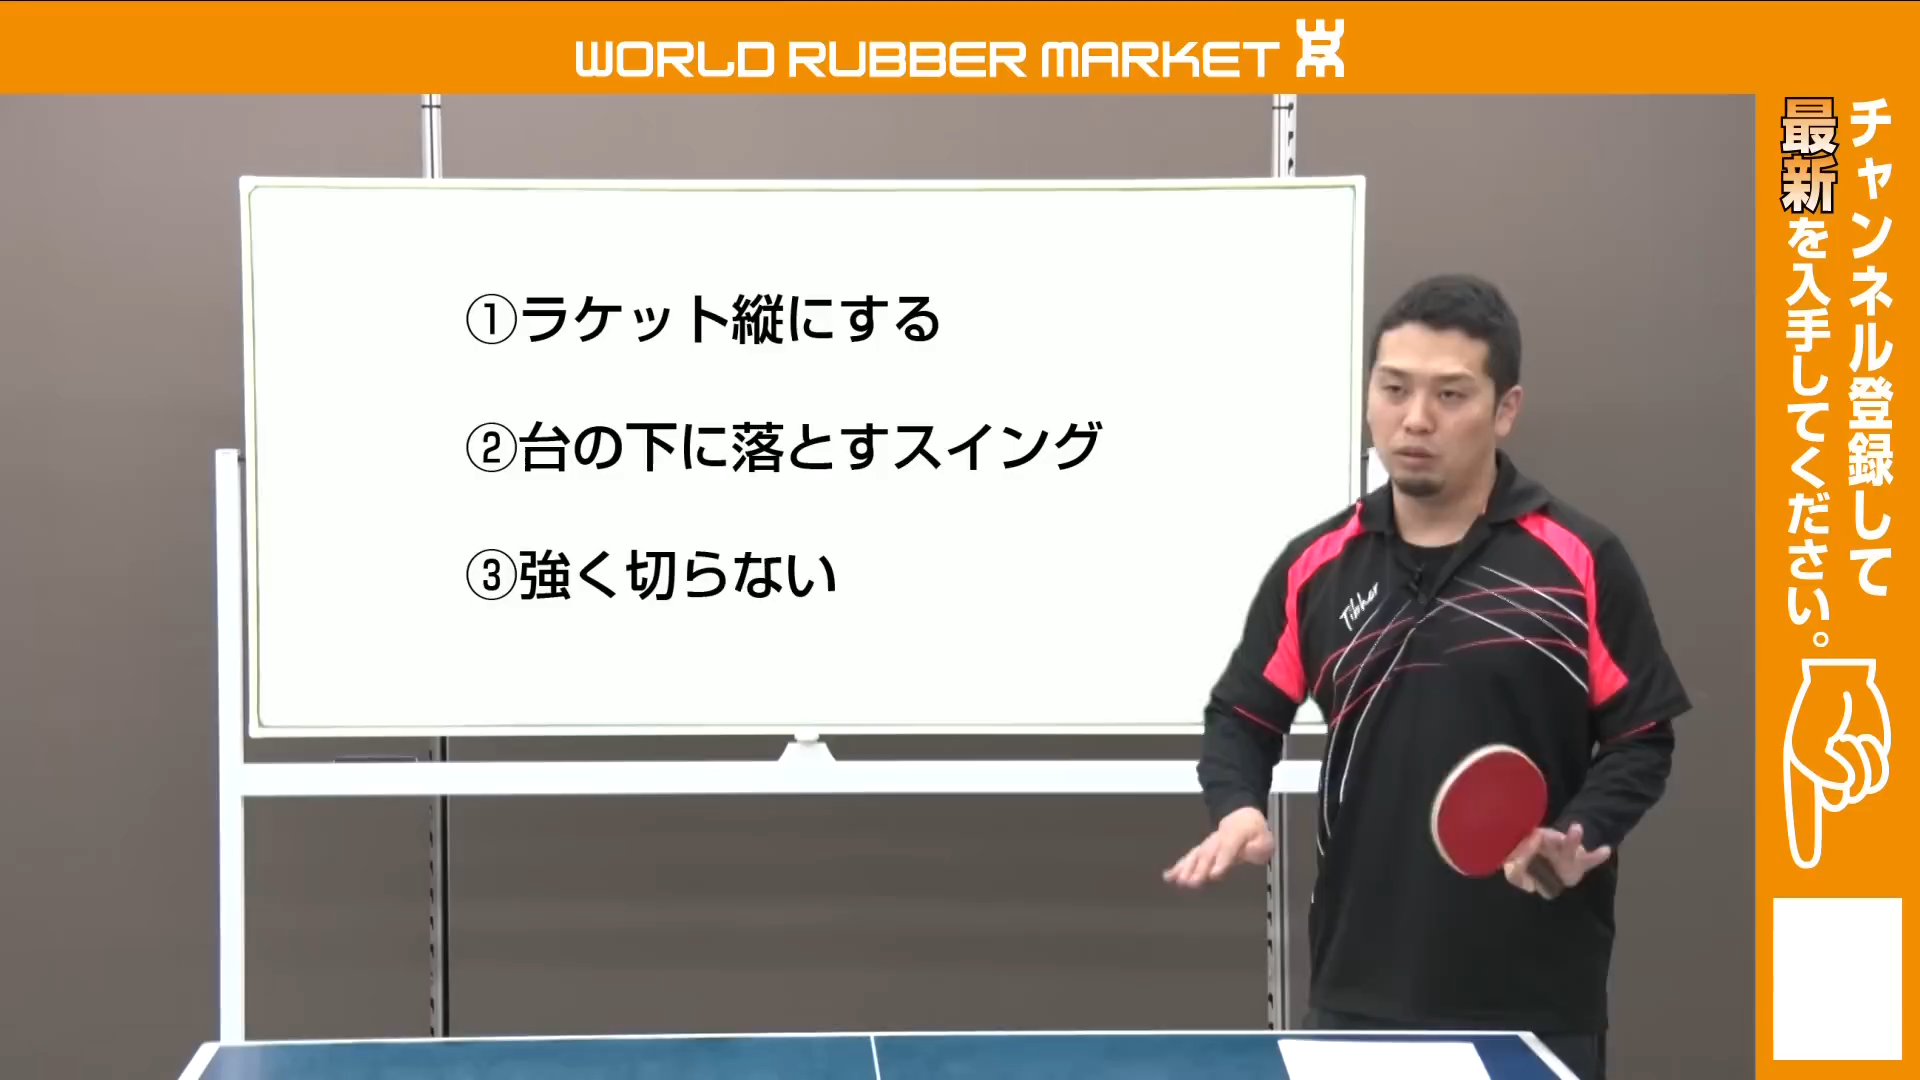 WORLD RUBBER MARKET
①ラケット縦にする
②台の下に落とすスイング
③強く切らない
Tibhar
チャンネル登録して
最新を入手してください。